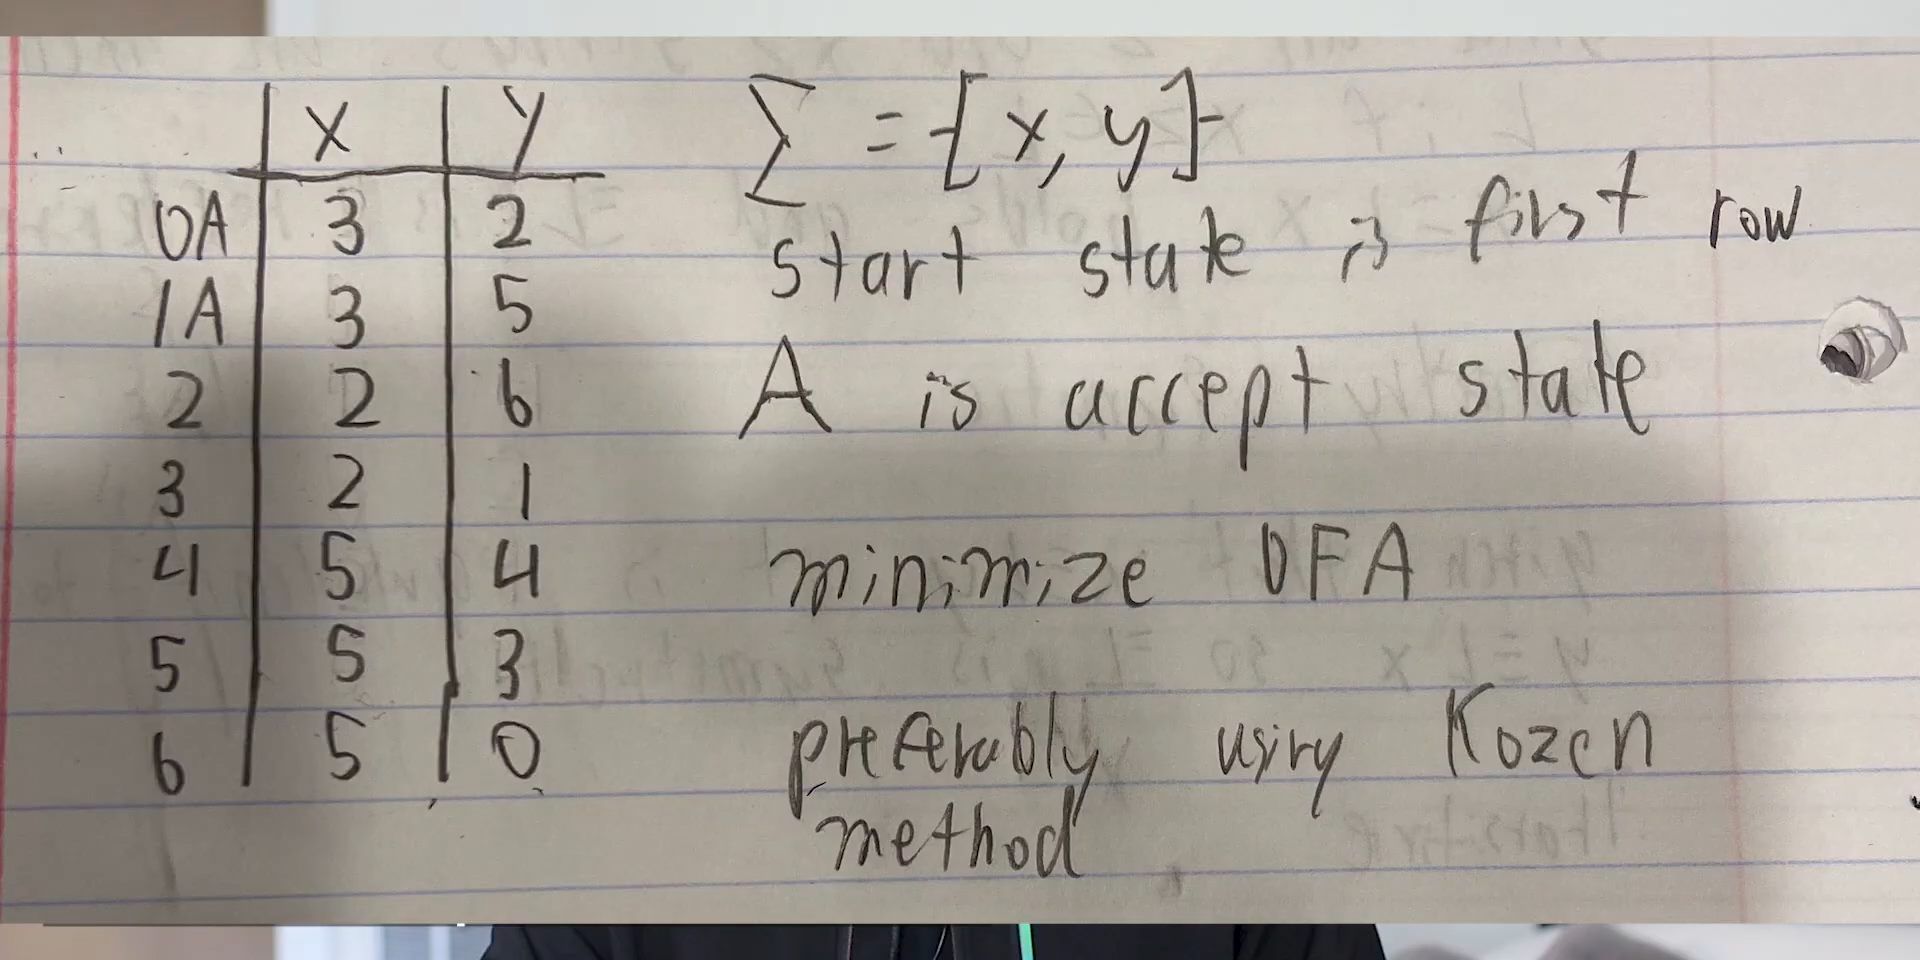 x y
0A 3 2
1A 3 5
2 2 6
3 2 1
4 5 4
5 5 3
6 5 0
Σ = {x, y}
start state is first row
A is accept state
minimize DFA
preferably using Kozen
method